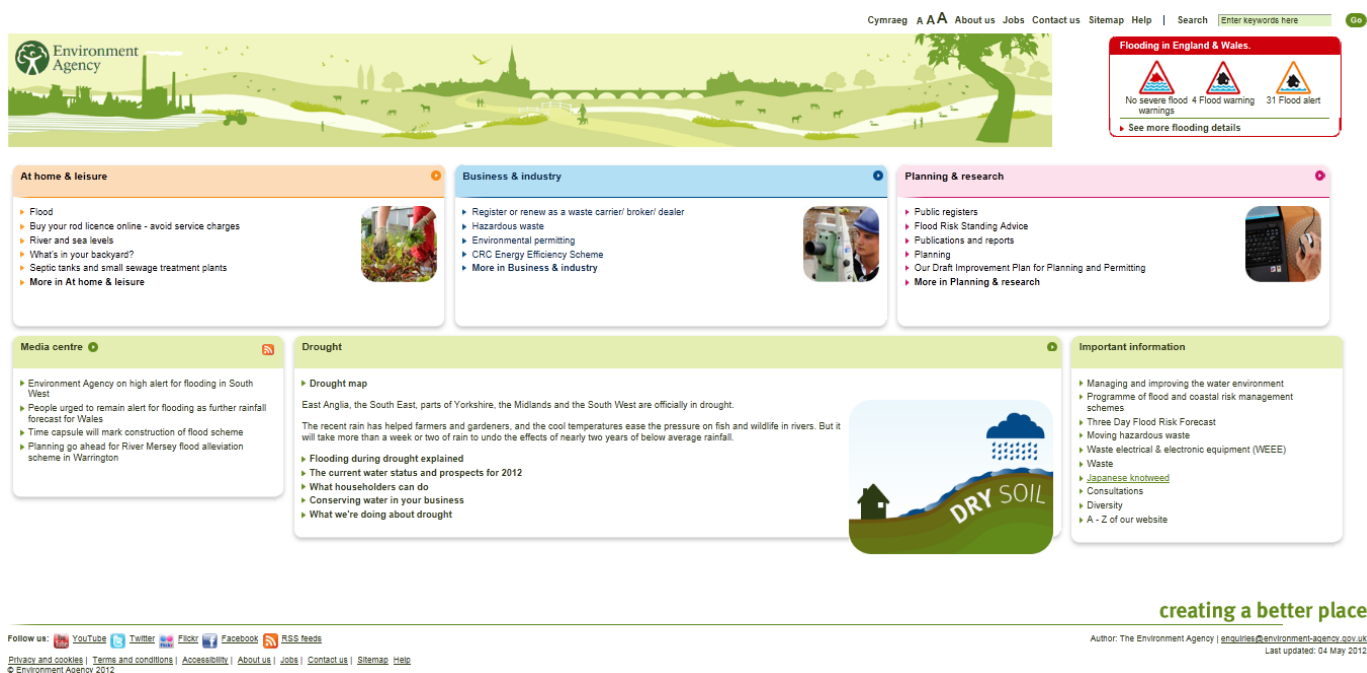 Cymraeg A A A About us Jobs Contact us Sitemap Help | Search Enter keywords here Go
Environment
Agency
Flooding in England & Wales.
No severe flood warnings
4 Flood warning
31 Flood alert
See more flooding details
At home & leisure
Flood
Buy your rod licence online - avoid service charges
River and sea levels
What's in your backyard?
Septic tanks and small sewage treatment plants
More in At home & leisure
Business & industry
Register or renew as a waste carrier/ broker/ dealer
Hazardous waste
Environmental permitting
CRC Energy Efficiency Scheme
More in Business & industry
Planning & research
Public registers
Flood Risk Standing Advice
Publications and reports
Planning
Our Draft Improvement Plan for Planning and Permitting
More in Planning & research
Media centre
Environment Agency on high alert for flooding in South
West
People urged to remain alert for flooding as further rainfall
forecast for Wales
Time capsule will mark construction of flood scheme
Planning go ahead for River Mersey flood alleviation
scheme in Warrington
Drought
Drought map
East Anglia, the South East, parts of Yorkshire, the Midlands and the South West are officially in drought.
The recent rain has helped farmers and gardeners, and the cool temperatures ease the pressure on fish and wildlife in rivers. But it
will take more than a week or two of rain to undo the effects of nearly two years of below average rainfall.
Flooding during drought explained
The current water status and prospects for 2012
What householders can do
Conserving water in your business
What we're doing about drought
DRY SOIL
Important information
Managing and improving the water environment
Programme of flood and coastal risk management
schemes
Three Day Flood Risk Forecast
Moving hazardous waste
Waste electrical & electronic equipment (WEEE)
Waste
Japanese knotweed
Consultations
Diversity
A - Z of our website
creating a better place
Follow us: YouTube Twitter flickr Flickr Facebook RSS feeds
Author: The Environment Agency | enquiries@environment-agency.gov.uk
Last updated: 04 May 2012
Privacy and cookies | Terms and conditions | Accessibility | About us | Jobs | Contact us | Sitemap Help
© Environment Agency 2012